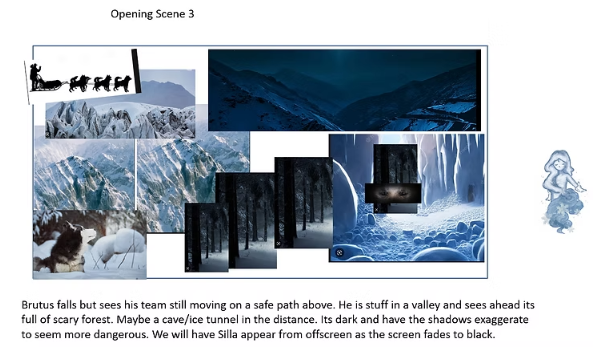 Opening Scene 3
Brutus falls but sees his team still moving on a safe path above. He is stuff in a valley and sees ahead its
full of scary forest. Maybe a cave/ice tunnel in the distance. Its dark and have the shadows exaggerate
to seem more dangerous. We will have Silla appear from offscreen as the screen fades to black.